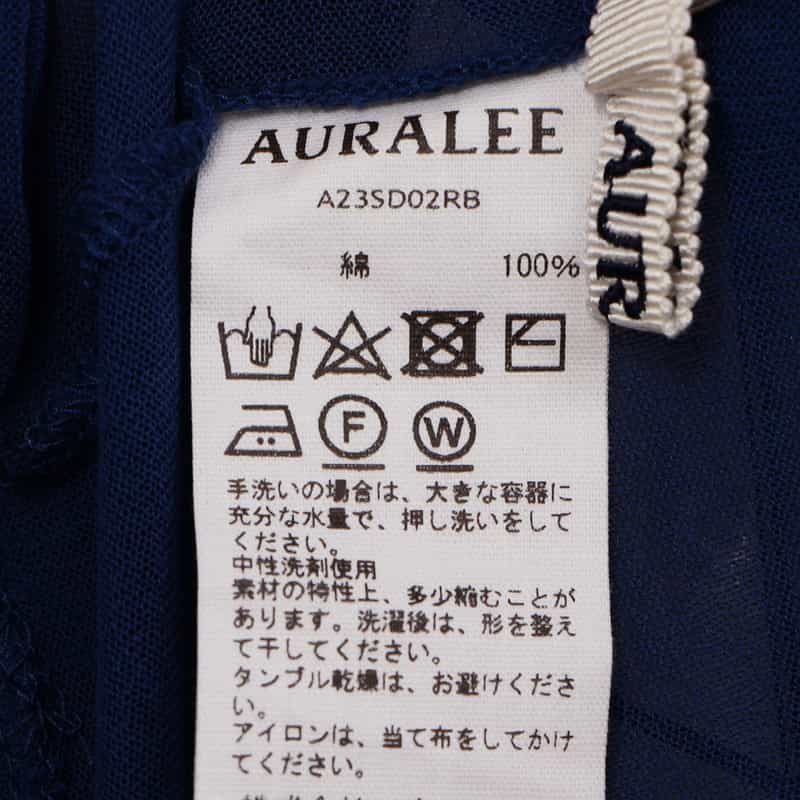 AURALEE
A23SD02RB
綿 100%
F W
手洗いの場合は、大きな容器に
充分な水量で、押し洗いをして
ください。
中性洗剤使用
素材の特性上、多少縮むことが
あります。洗濯後は、形を整え
て干してください。
タンブル乾燥は、お避けくださ
い。
アイロンは、当て布をしてかけ
てください。
AUR